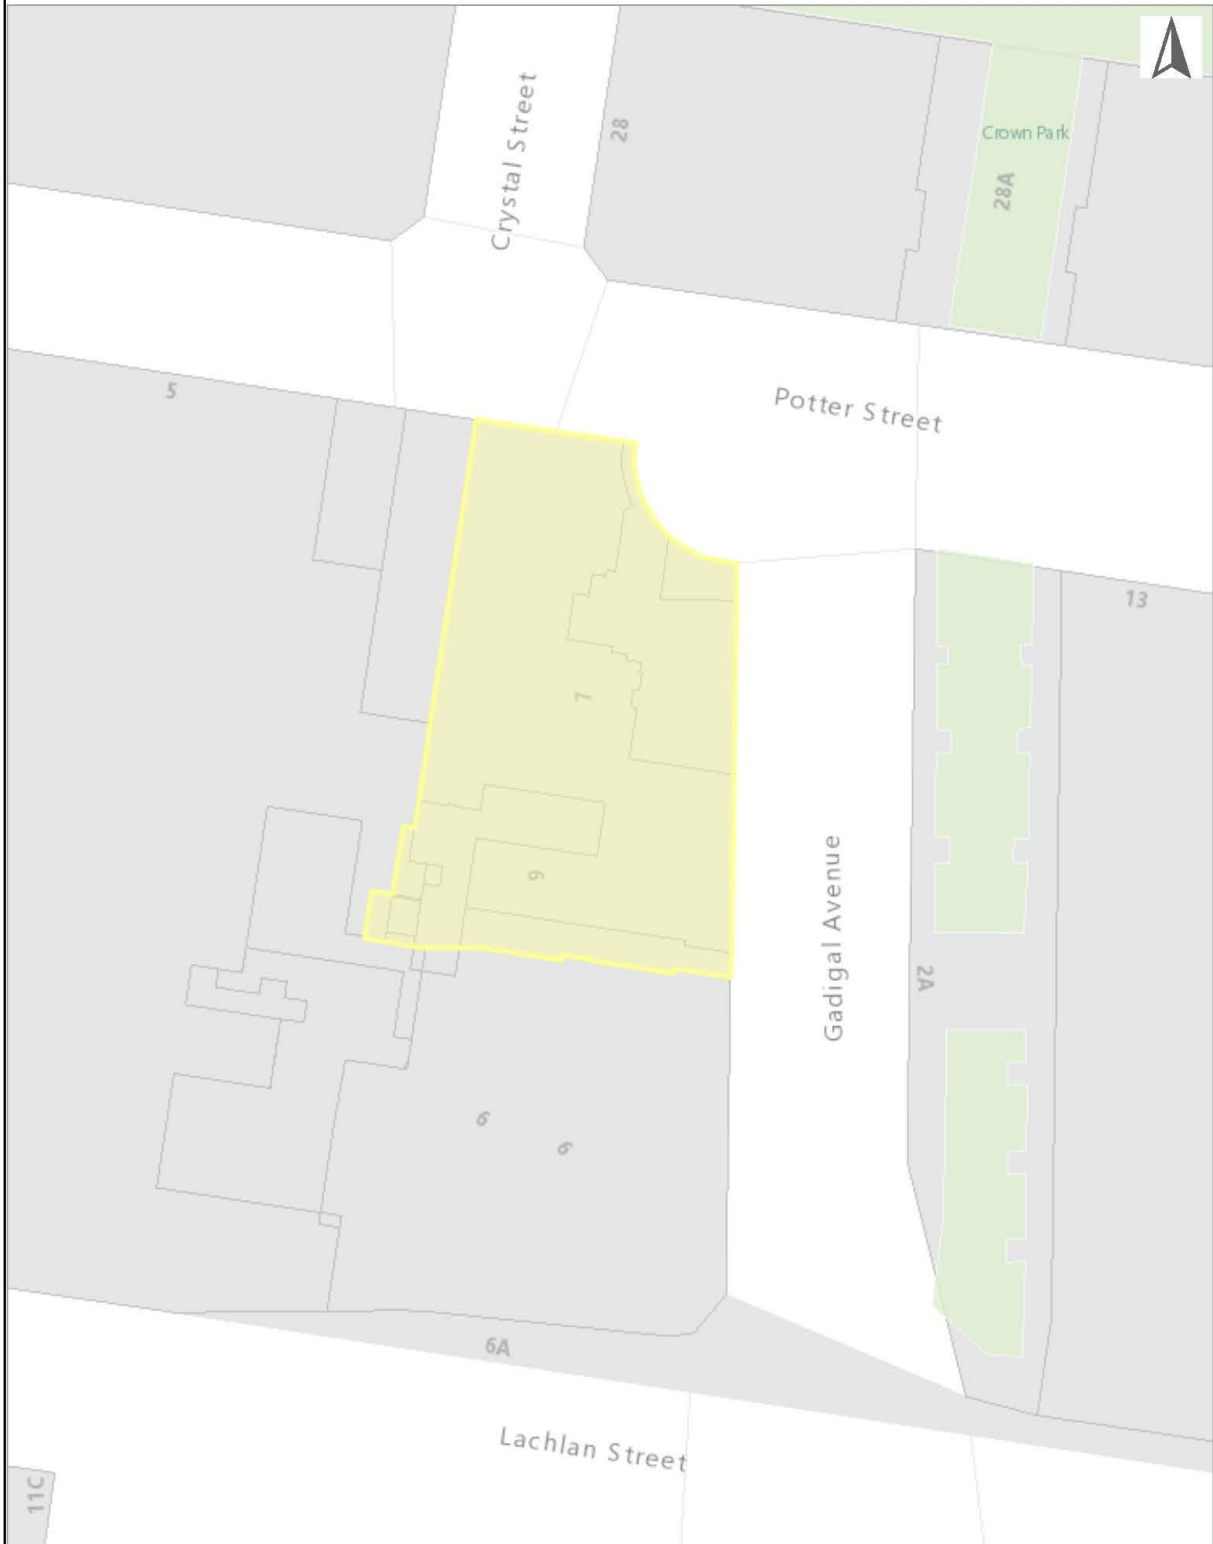 Crystal Street
28
Crown Park
28A
5
Potter Street
13
7
9
Gadigal Avenue
2A
6
6
6A
Lachlan Street
11C